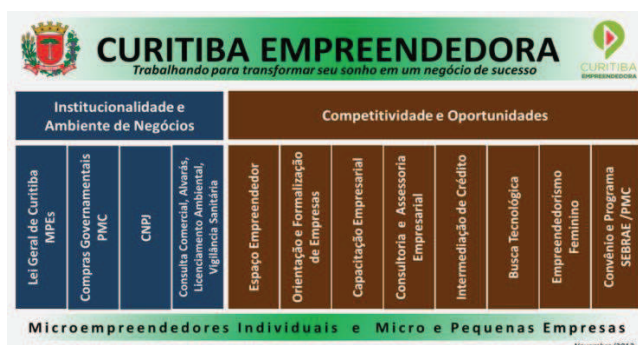 CURITIBA EMPREENDEDORA
Trabalhando para transformar seu sonho em um negócio de sucesso
CURITIBA
EMPREENDEDORA
Institucionalidade e
Ambiente de Negócios
Competitividade e Oportunidades
Lei Geral de Curitiba
MPEs
Compras Governamentais
PMC
CNPJ
Consulta Comercial, Alvarás,
Licenciamento Ambiental,
Vigilância Sanitária
Espaço Empreendedor
Orientação e Formalização
de Empresas
Capacitação Empresarial
Consultoria e Assessoria
Empresarial
Intermediação de Crédito
Busca Tecnológica
Empreendedorismo
Feminino
Convênio e Programa
SEBRAE /PMC
Microempreendedores Individuais e Micro e Pequenas Empresas